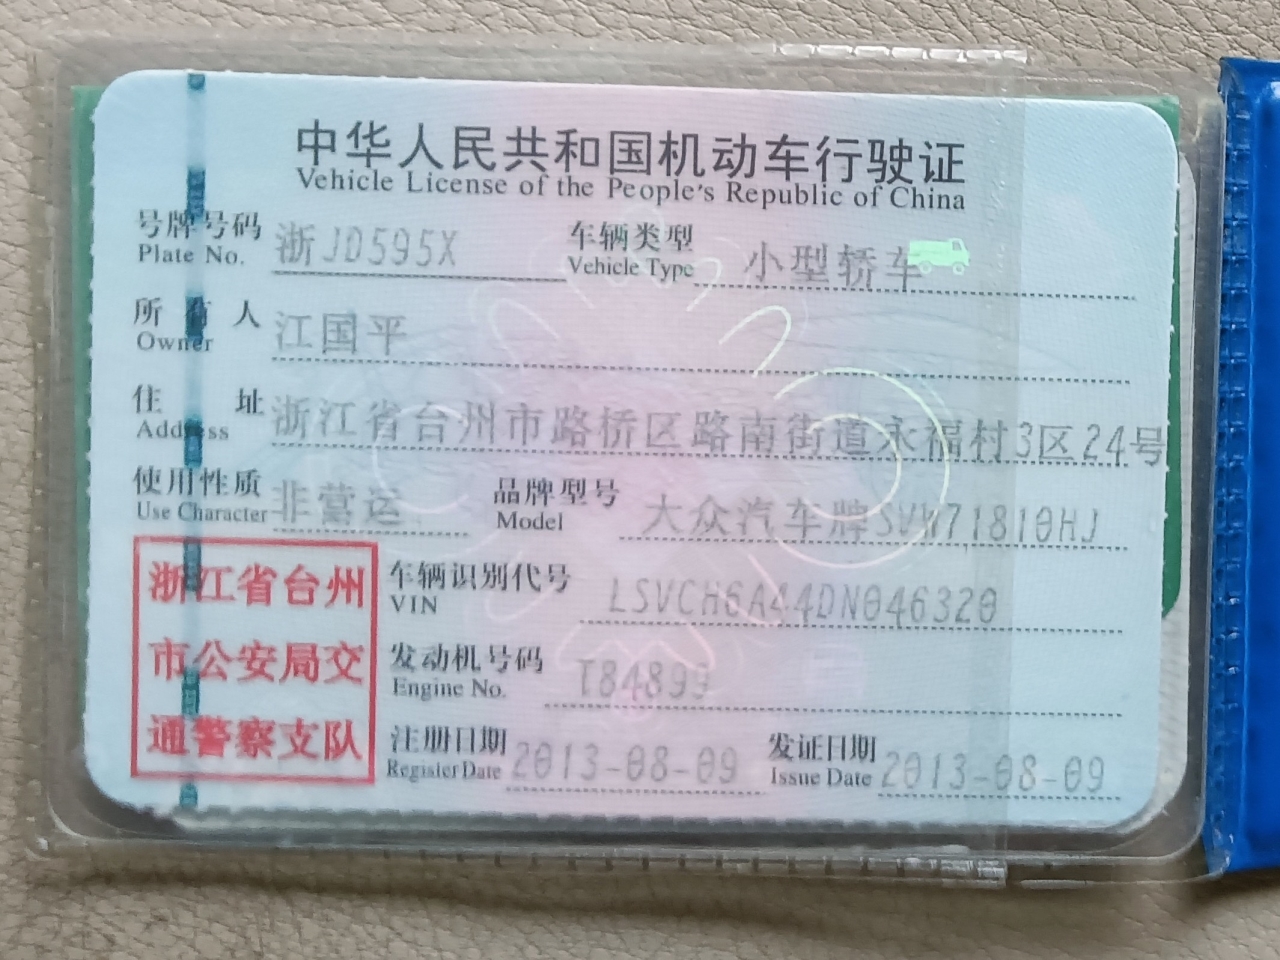 中华人民共和国机动车行驶证
Vehicle License of the People's Republic of China
号牌号码 浙JD595X 车辆类型 小型轿车
Plate No. Vehicle Type
所有人 江国平
Owner
住址 浙江省台州市路桥区路南街道永福村3区24号
Address
使用性质 非营运 品牌型号 大众汽车牌SVW71810HJ
Use Character Model
浙江省台州
市公安局交
通警察支队
车辆识别代号 LSVCH6A44DN046320
VIN
发动机号码 T84899
Engine No.
注册日期 2013-08-09 发证日期 2013-08-09
Register Date Issue Date